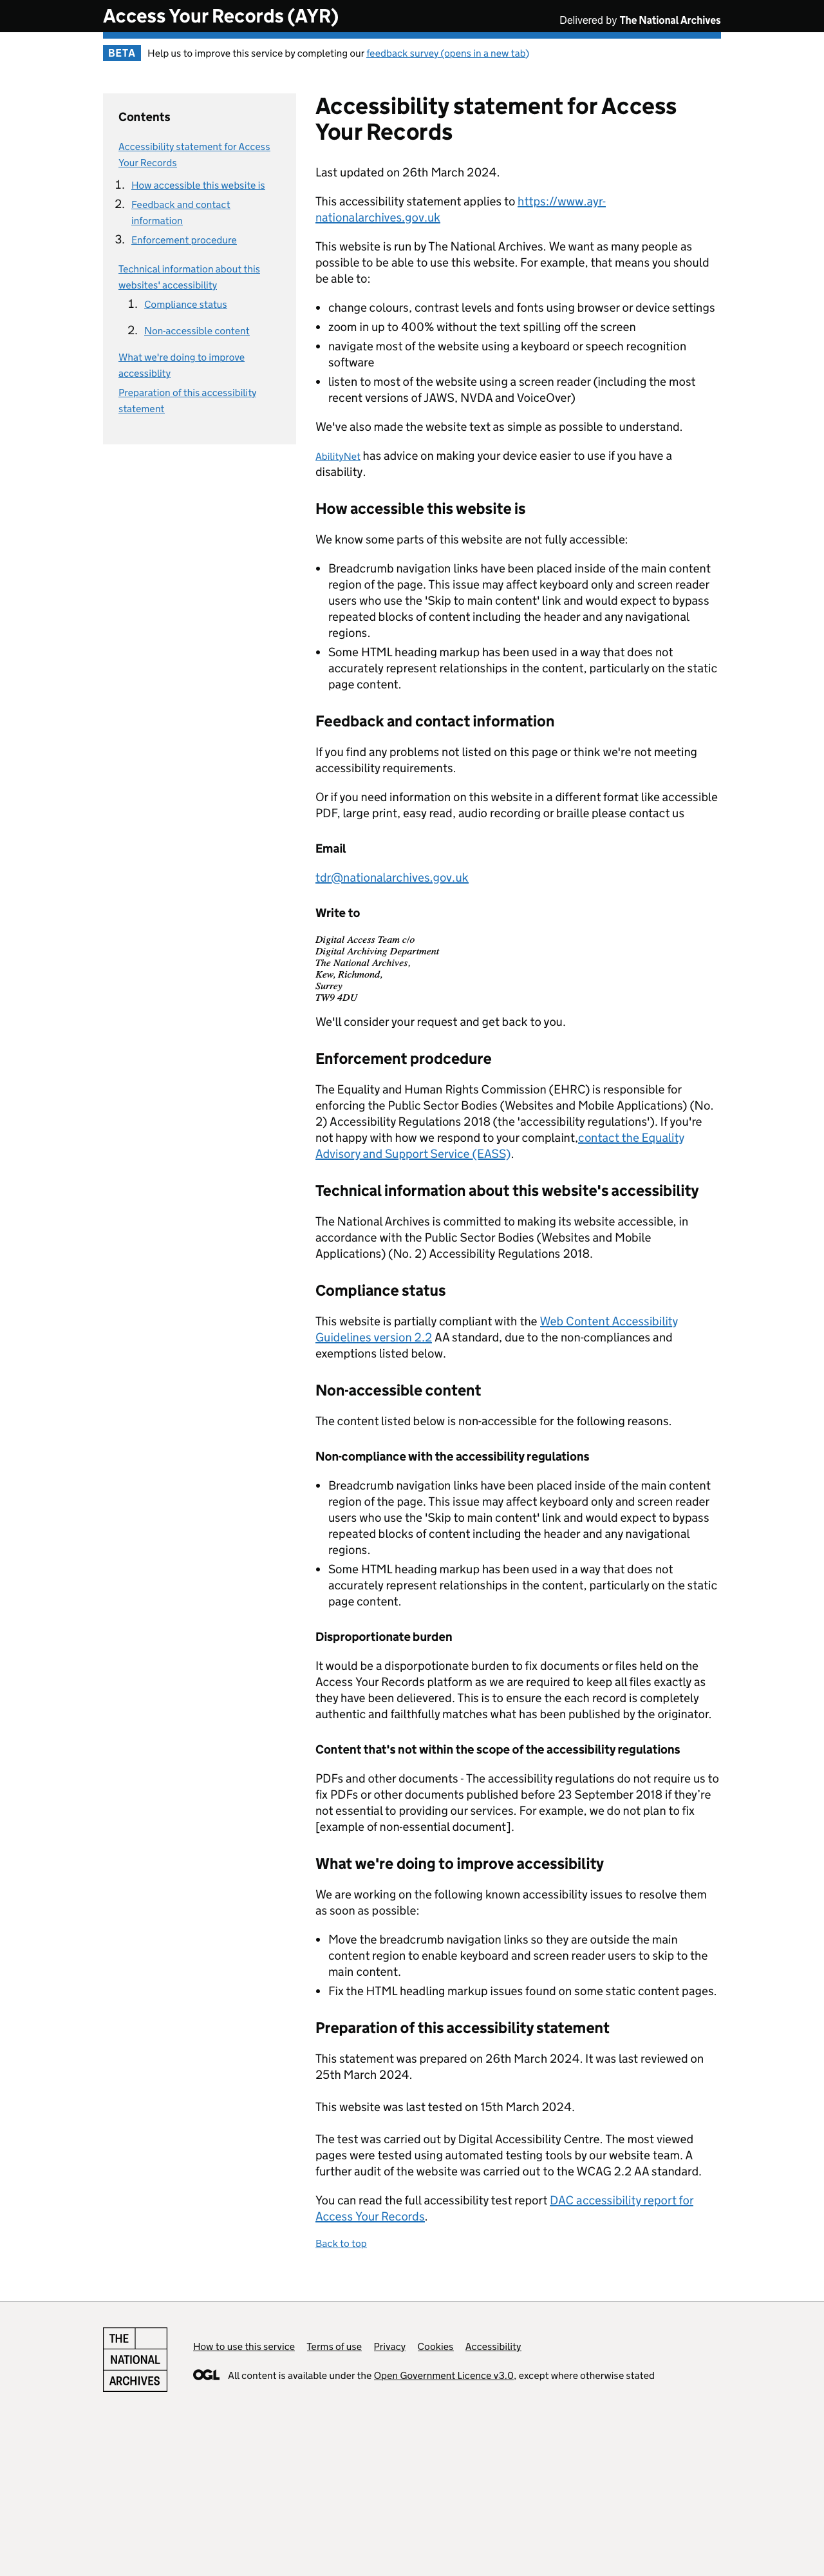 Access Your Records (AYR)
Delivered by The National Archives
BETA
Help us to improve this service by completing our feedback survey (opens in a new tab)
Contents
Accessibility statement for Access
Your Records
1. How accessible this website is
2. Feedback and contact
information
3. Enforcement procedure
Technical information about this
websites' accessibility
1. Compliance status
2. Non-accessible content
What we're doing to improve
accessiblity
Preparation of this accessibility
statement
Accessibility statement for Access
Your Records
Last updated on 26th March 2024.
This accessibility statement applies to https://www.ayr-
nationalarchives.gov.uk
This website is run by The National Archives. We want as many people as
possible to be able to use this website. For example, that means you should
be able to:
• change colours, contrast levels and fonts using browser or device settings
• zoom in up to 400% without the text spilling off the screen
• navigate most of the website using a keyboard or speech recognition
software
• listen to most of the website using a screen reader (including the most
recent versions of JAWS, NVDA and VoiceOver)
We've also made the website text as simple as possible to understand.
AbilityNet has advice on making your device easier to use if you have a
disability.
How accessible this website is
We know some parts of this website are not fully accessible:
• Breadcrumb navigation links have been placed inside of the main content
region of the page. This issue may affect keyboard only and screen reader
users who use the 'Skip to main content' link and would expect to bypass
repeated blocks of content including the header and any navigational
regions.
• Some HTML heading markup has been used in a way that does not
accurately represent relationships in the content, particularly on the static
page content.
Feedback and contact information
If you find any problems not listed on this page or think we're not meeting
accessibility requirements.
Or if you need information on this website in a different format like accessible
PDF, large print, easy read, audio recording or braille please contact us
Email
tdr@nationalarchives.gov.uk
Write to
Digital Access Team c/o
Digital Archiving Department
The National Archives,
Kew, Richmond,
Surrey
TW9 4DU
We'll consider your request and get back to you.
Enforcement prodcedure
The Equality and Human Rights Commission (EHRC) is responsible for
enforcing the Public Sector Bodies (Websites and Mobile Applications) (No.
2) Accessibility Regulations 2018 (the 'accessibility regulations'). If you're
not happy with how we respond to your complaint,contact the Equality
Advisory and Support Service (EASS).
Technical information about this website's accessibility
The National Archives is committed to making its website accessible, in
accordance with the Public Sector Bodies (Websites and Mobile
Applications) (No. 2) Accessibility Regulations 2018.
Compliance status
This website is partially compliant with the Web Content Accessibility
Guidelines version 2.2 AA standard, due to the non-compliances and
exemptions listed below.
Non-accessible content
The content listed below is non-accessible for the following reasons.
Non-compliance with the accessibility regulations
• Breadcrumb navigation links have been placed inside of the main content
region of the page. This issue may affect keyboard only and screen reader
users who use the 'Skip to main content' link and would expect to bypass
repeated blocks of content including the header and any navigational
regions.
• Some HTML heading markup has been used in a way that does not
accurately represent relationships in the content, particularly on the static
page content.
Disproportionate burden
It would be a disporpotionate burden to fix documents or files held on the
Access Your Records platform as we are required to keep all files exactly as
they have been delievered. This is to ensure the each record is completely
authentic and failthfully matches what has been published by the originator.
Content that's not within the scope of the accessibility regulations
PDFs and other documents - The accessibility regulations do not require us to
fix PDFs or other documents published before 23 September 2018 if they're
not essential to providing our services. For example, we do not plan to fix
[example of non-essential document].
What we're doing to improve accessibility
We are working on the following known accessibility issues to resolve them
as soon as possible:
• Move the breadcrumb navigation links so they are outside the main
content region to enable keyboard and screen reader users to skip to the
main content.
• Fix the HTML headling markup issues found on some static content pages.
Preparation of this accessibility statement
This statement was prepared on 26th March 2024. It was last reviewed on
25th March 2024.
This website was last tested on 15th March 2024.
The test was carried out by Digital Accessibility Centre. The most viewed
pages were tested using automated testing tools by our website team. A
further audit of the website was carried out to the WCAG 2.2 AA standard.
You can read the full accessibility test report DAC accessibility report for
Access Your Records.
Back to top
THE
NATIONAL
ARCHIVES
How to use this service Terms of use Privacy Cookies Accessibility
OGL All content is available under the Open Government Licence v3.0, except where otherwise stated